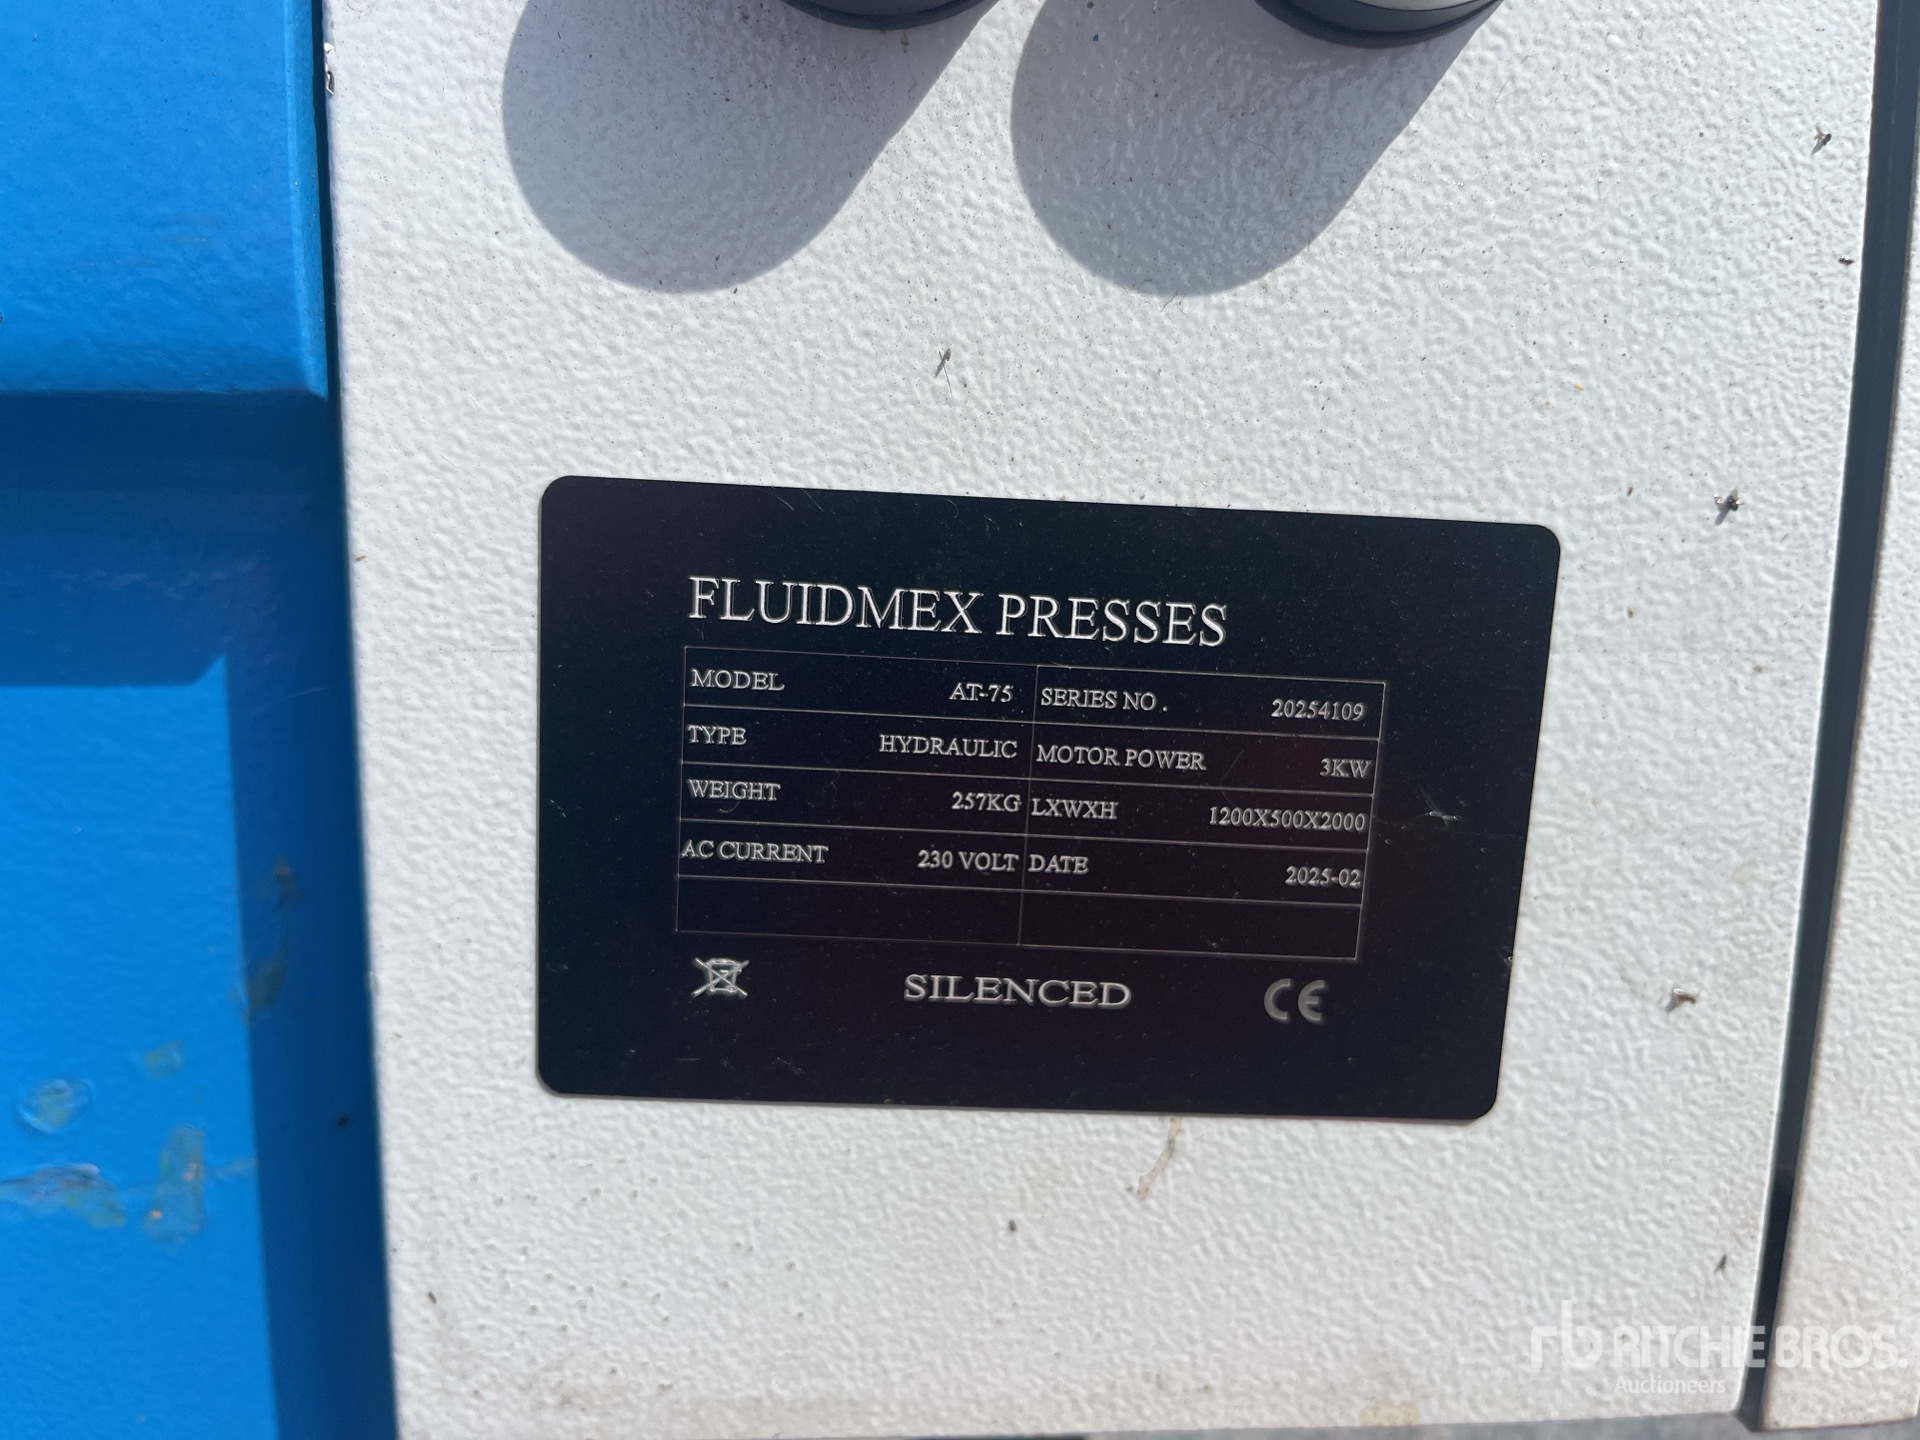 FLUIDMEX PRESSES
MODEL AT-75 SERIES NO. 20254109
TYPE HYDRAULIC MOTOR POWER 3KW
WEIGHT 257KG LXWXH 1200X500X2000
AC CURRENT 230 VOLT DATE 2025-02
SILENCED CE
rb RITCHIE BROS.
Auctioneers